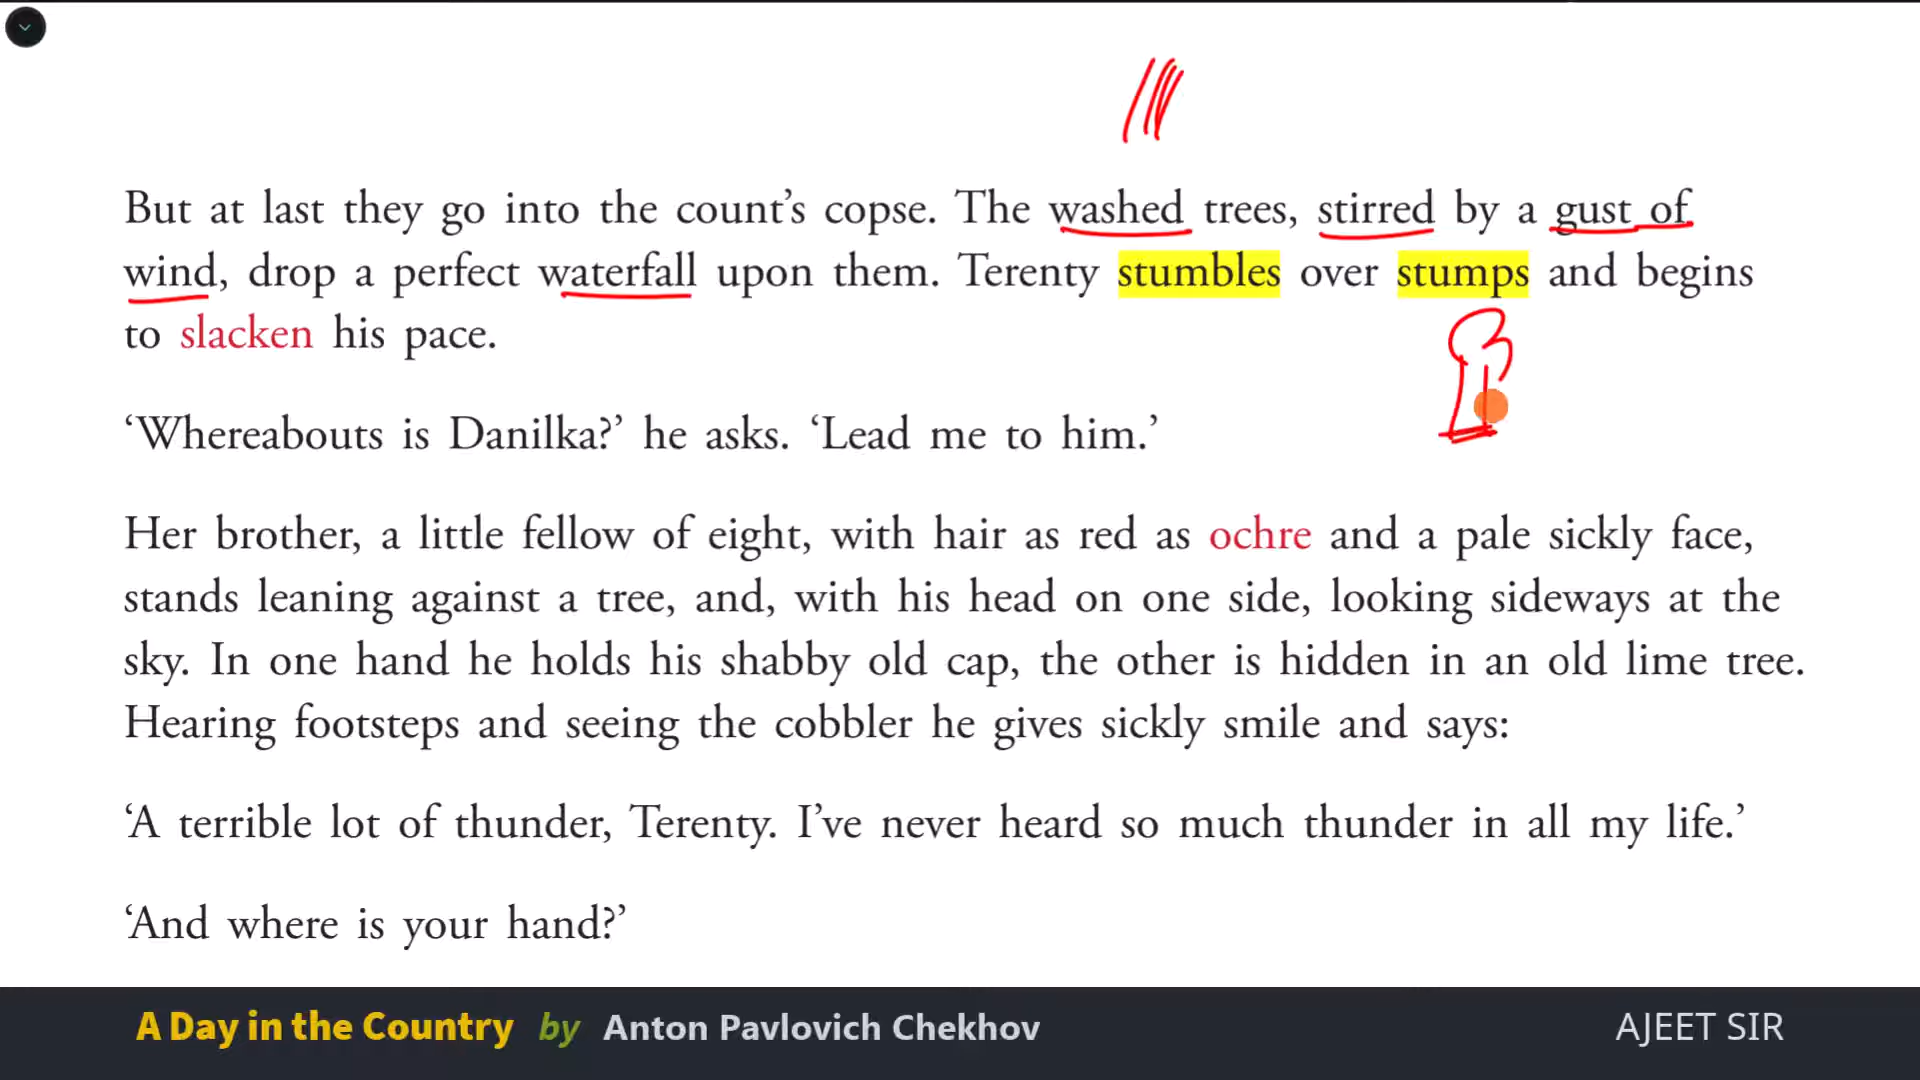 But at last they go into the count’s copse. The washed trees, stirred by a gust of
wind, drop a perfect waterfall upon them. Terenty stumbles over stumps and begins
to slacken his pace.
‘Whereabouts is Danilka?’ he asks. ‘Lead me to him.’
Her brother, a little fellow of eight, with hair as red as ochre and a pale sickly face,
stands leaning against a tree, and, with his head on one side, looking sideways at the
sky. In one hand he holds his shabby old cap, the other is hidden in an old lime tree.
Hearing footsteps and seeing the cobbler he gives sickly smile and says:
‘A terrible lot of thunder, Terenty. I’ve never heard so much thunder in all my life.’
‘And where is your hand?’
A Day in the Country by Anton Pavlovich Chekhov AJEET SIR